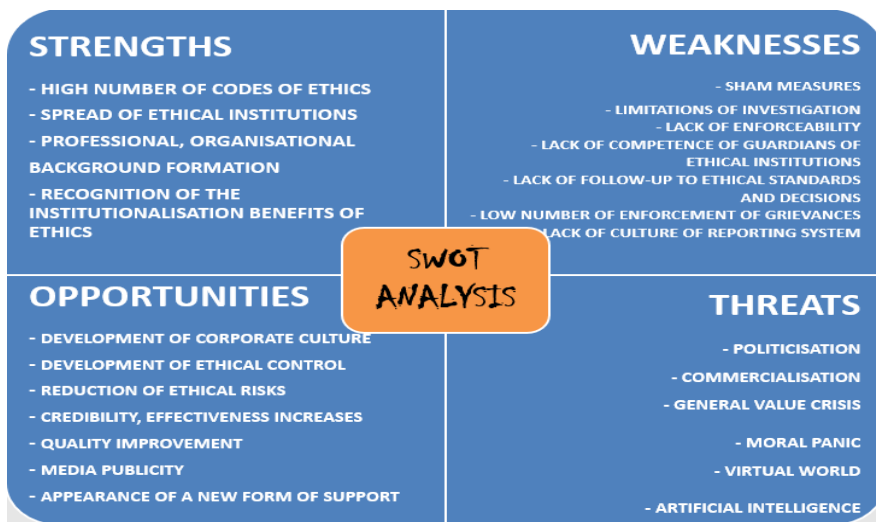 STRENGTHS
- HIGH NUMBER OF CODES OF ETHICS
- SPREAD OF ETHICAL INSTITUTIONS
- PROFESSIONAL, ORGANISATIONAL
BACKGROUND FORMATION
- RECOGNITION OF THE
INSTITUTIONALISATION BENEFITS OF
ETHICS
WEAKNESSES
- SHAM MEASURES
- LIMITATIONS OF INVESTIGATION
- LACK OF ENFORCEABILITY
- LACK OF COMPETENCE OF GUARDIANS OF
ETHICAL INSTITUTIONS
- LACK OF FOLLOW-UP TO ETHICAL STANDARDS
AND DECISIONS
- LOW NUMBER OF ENFORCEMENT OF GRIEVANCES
LACK OF CULTURE OF REPORTING SYSTEM
SWOT
ANALYSIS
OPPORTUNITIES
- DEVELOPMENT OF CORPORATE CULTURE
- DEVELOPMENT OF ETHICAL CONTROL
- REDUCTION OF ETHICAL RISKS
- CREDIBILITY, EFFECTIVENESS INCREASES
- QUALITY IMPROVEMENT
- MEDIA PUBLICITY
- APPEARANCE OF A NEW FORM OF SUPPORT
THREATS
- POLITICISATION
- COMMERCIALISATION
- GENERAL VALUE CRISIS
- MORAL PANIC
- VIRTUAL WORLD
- ARTIFICIAL INTELLIGENCE